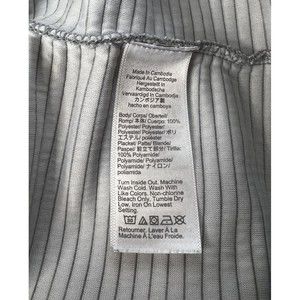 Made in Cambodia
Fabriqué Au Cambodge
Hergestellt in
Kambodscha
Vervaardigd In Cambodja
カンボジア製
hecho en camboya
Body/ Corps/ Oberteil/
Romp/ 本体/ Cuerpo: 100%
Polyester/ Polyester/
Polyester/ Polyester/ ポリ
エステル/ poliéster
Placket/ Patte/ Blende/
Paspel/ 前立て部分/ Tirilla:
100% Polyamide/
Polyamide/ Polyamide/
Polyamide/ ナイロン/
poliamida
Turn Inside Out. Machine
Wash Cold. Wash With
Like Colors. Non-chlorine
Bleach Only, Tumble Dry
Low, Iron On Lowest
Setting.
Retourner, Laver À La
Machine À L'eau Froide.